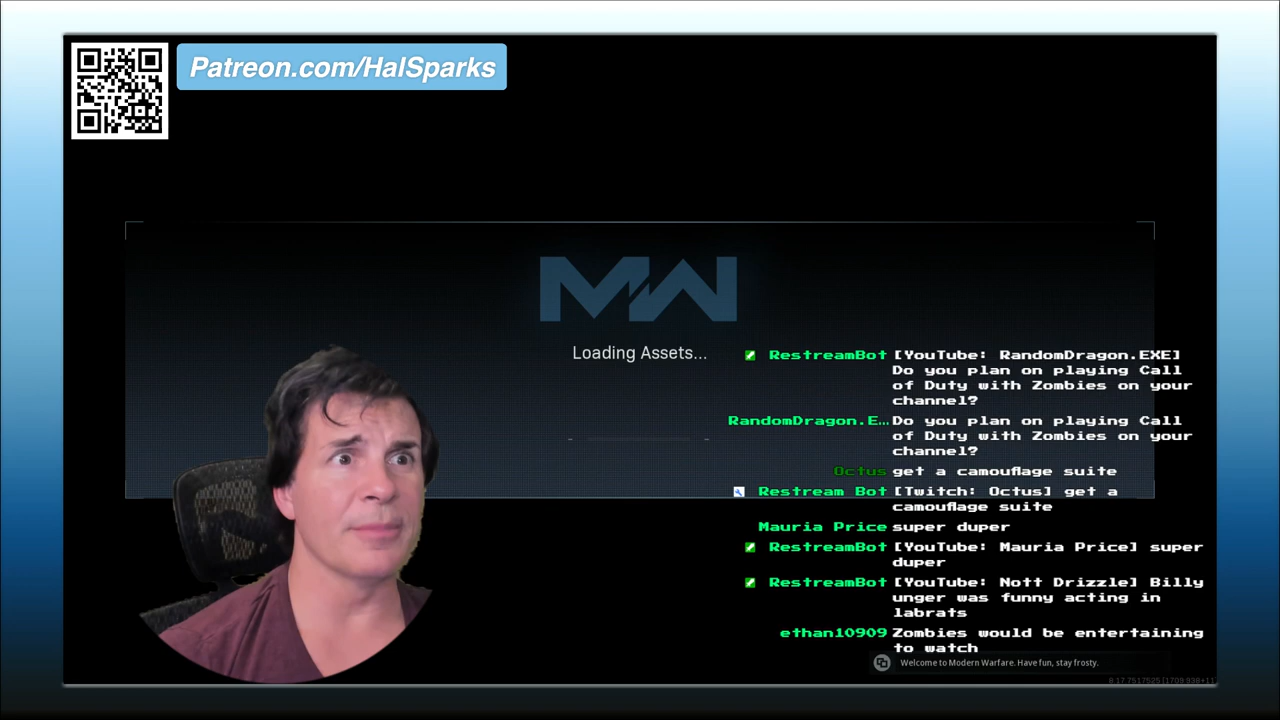 Patreon.com/HalSparks
MW
Loading Assets...
RestreamBot [YouTube: RandomDragon.EXE]
Do you plan on playing Call
of Duty with Zombies on your
channel?
RandomDragon.E… Do you plan on playing Call
of Duty with Zombies on your
channel?
Octus get a camouflage suite
Restream Bot [Twitch: Octus] get a
camouflage suite
Mauria Price super duper
RestreamBot [YouTube: Mauria Price] super
duper
RestreamBot [YouTube: Nott Drizzle] Billy
unger was funny acting in
labrats
ethan10909 Zombies would be entertaining
to watch
Welcome to Modern Warfare. Have fun, stay frosty.